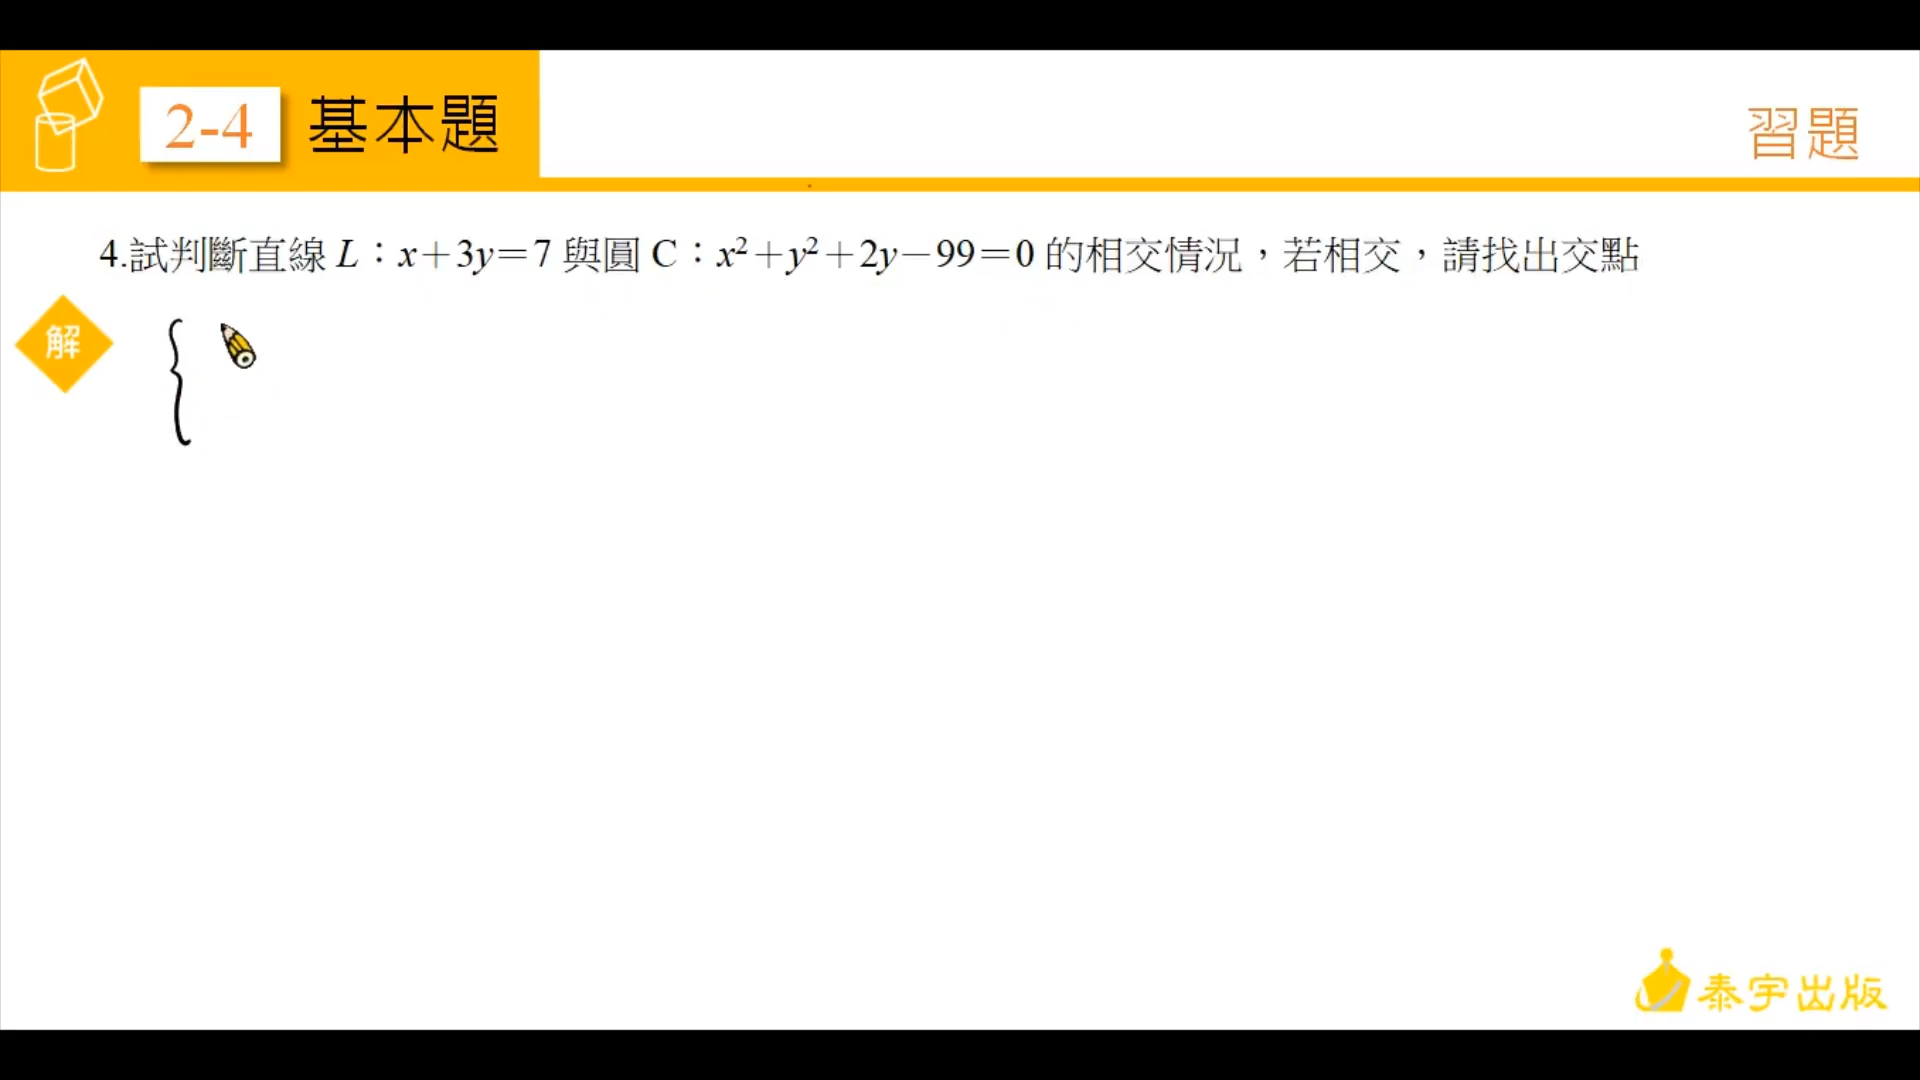 2-4 基本題
習題
4.試判斷直線 L：x＋3y＝7 與圓 C：x²＋y²＋2y－99＝0 的相交情況，若相交，請找出交點
解
{
泰宇出版